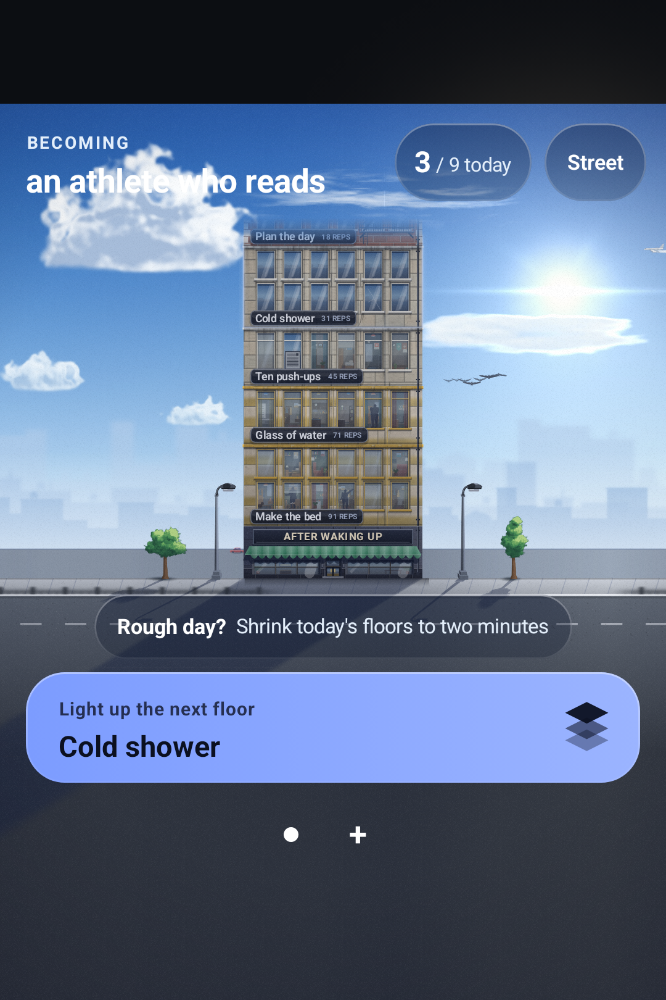 BECOMING
an athlete who reads
3 / 9 today
Street
Plan the day 18 REPS
Cold shower 31 REPS
Ten push-ups 45 REPS
Glass of water 71 REPS
Make the bed 91 REPS
AFTER WAKING UP
Rough day? Shrink today's floors to two minutes
Light up the next floor
Cold shower